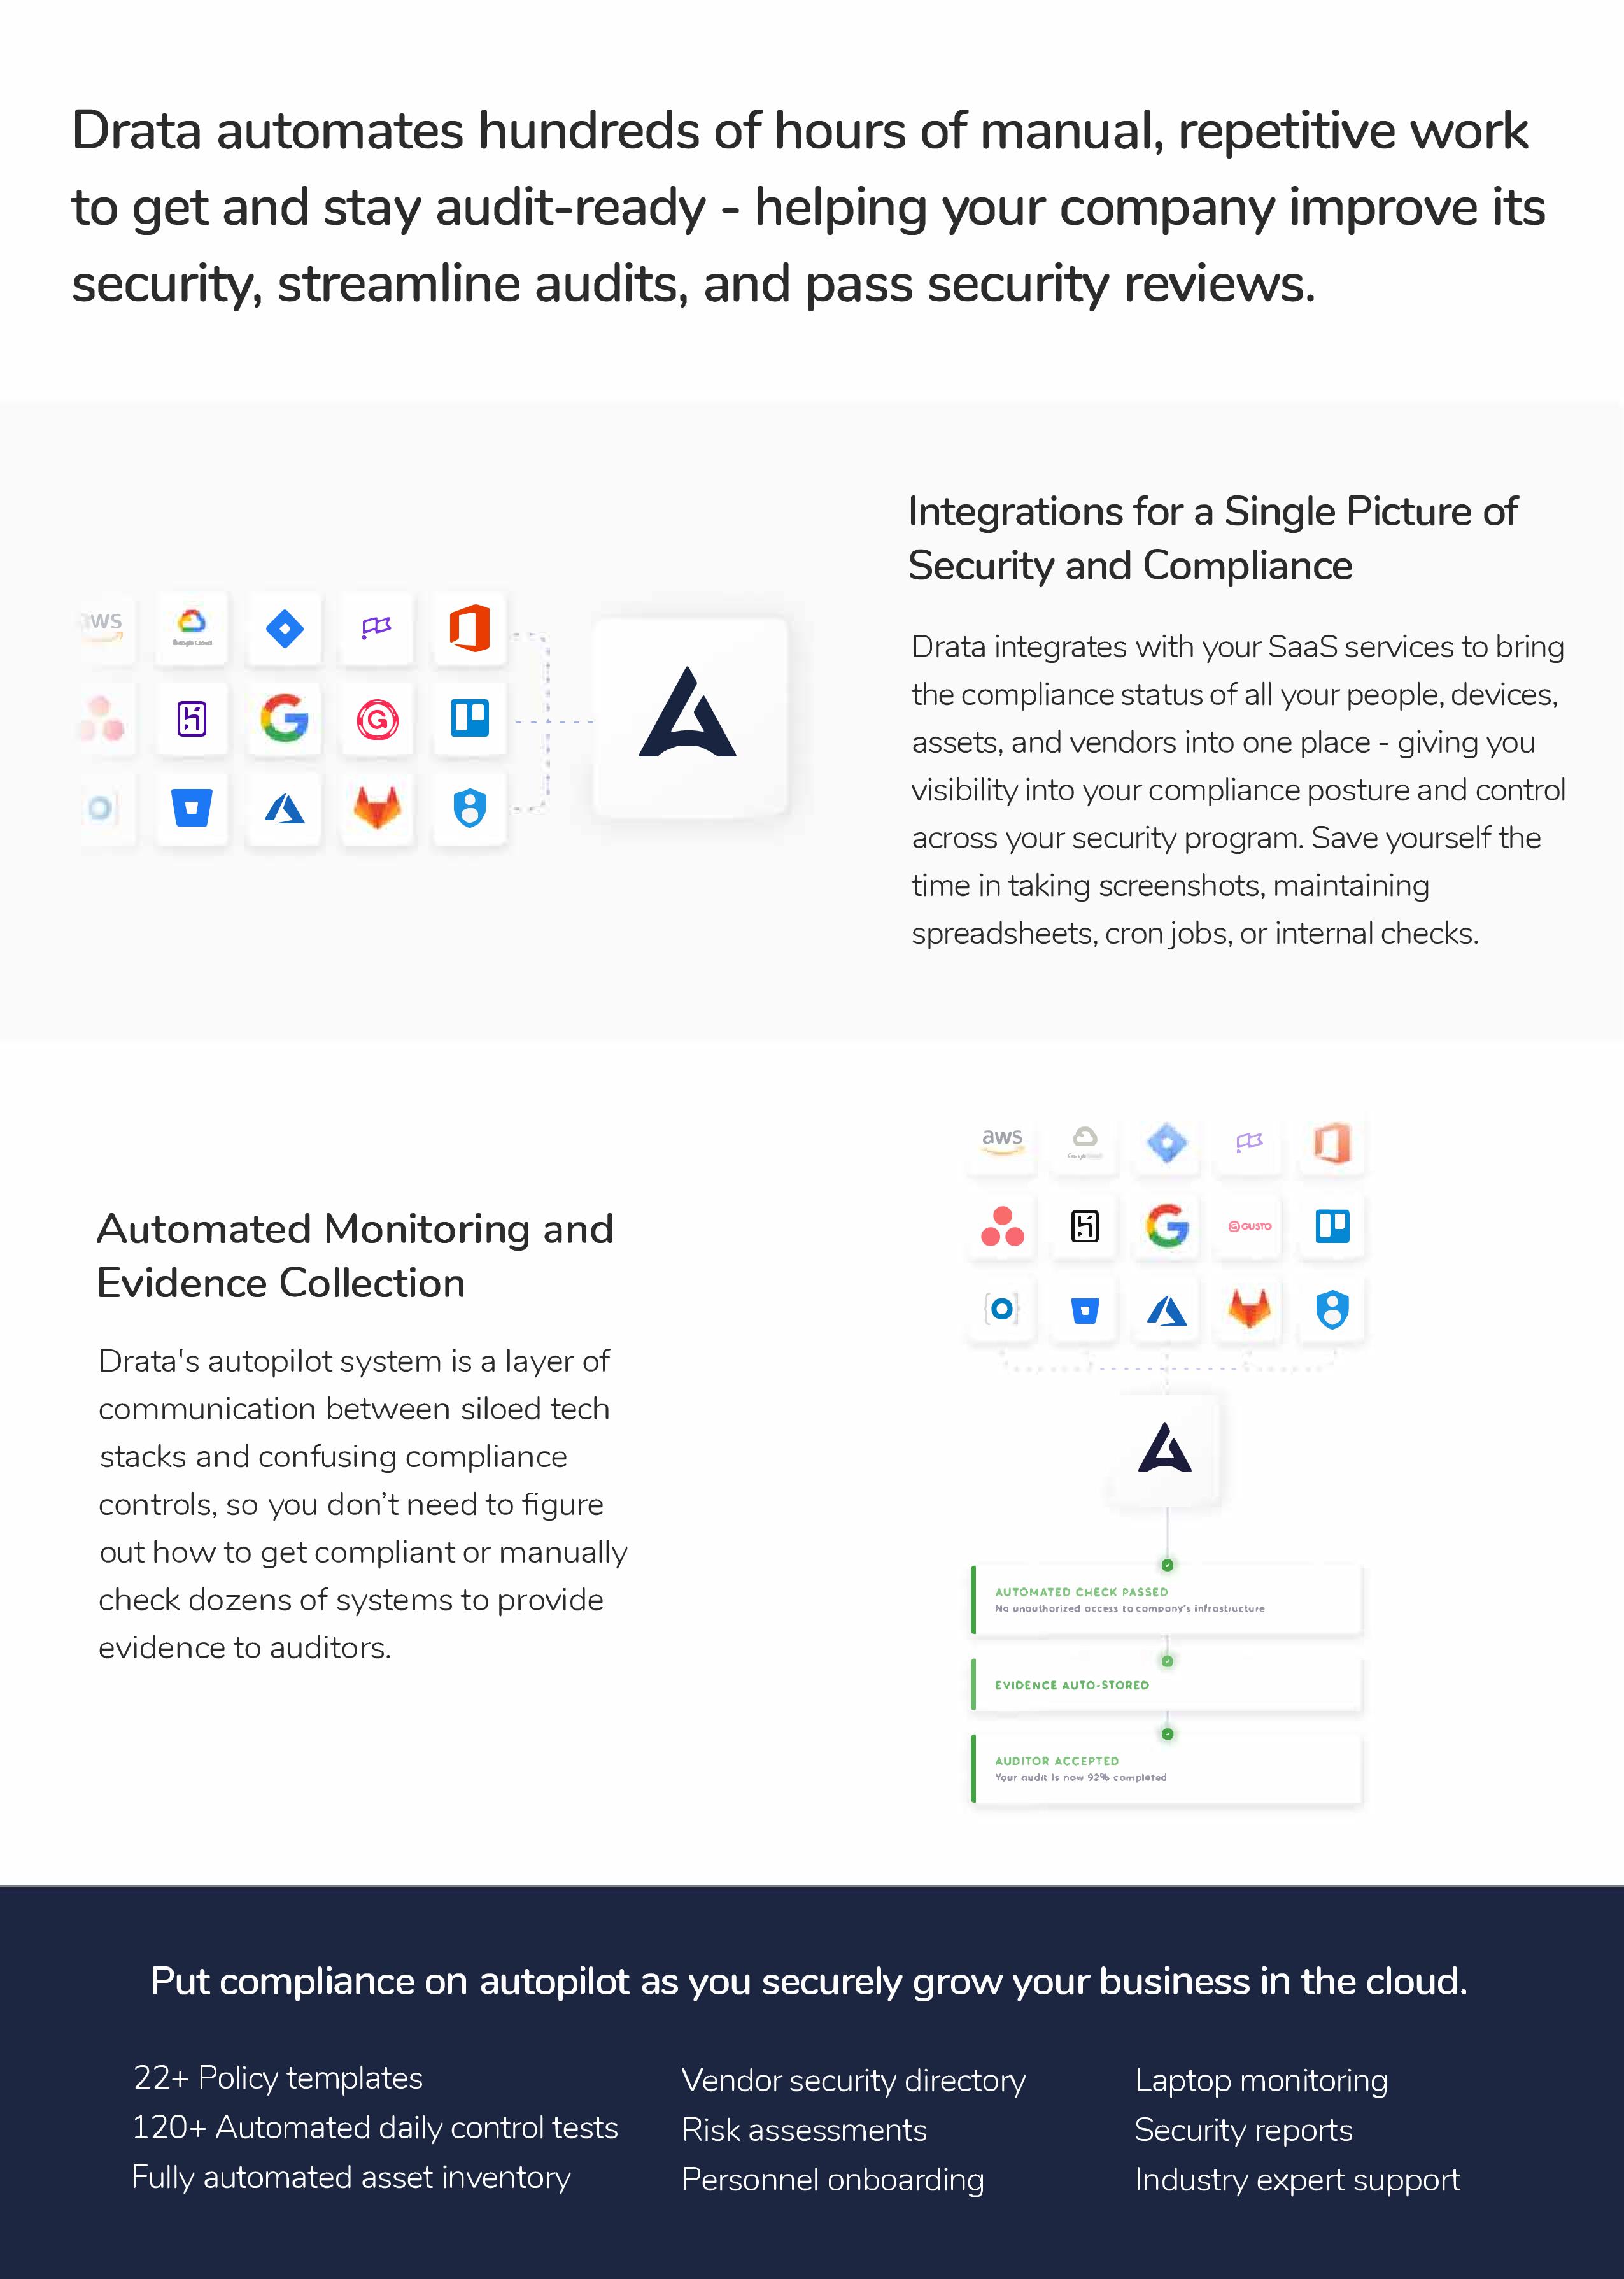 Drata automates hundreds of hours of manual, repetitive work
to get and stay audit-ready - helping your company improve its
security, streamline audits, and pass security reviews.
aws
Google Cloud
Integrations for a Single Picture of
Security and Compliance
Drata integrates with your SaaS services to bring
the compliance status of all your people, devices,
assets, and vendors into one place - giving you
visibility into your compliance posture and control
across your security program. Save yourself the
time in taking screenshots, maintaining
spreadsheets, cron jobs, or internal checks.
Automated Monitoring and
Evidence Collection
Drata's autopilot system is a layer of
communication between siloed tech
stacks and confusing compliance
controls, so you don’t need to figure
out how to get compliant or manually
check dozens of systems to provide
evidence to auditors.
aws
GUSTO
AUTOMATED CHECK PASSED
No unauthorized access to company's infrastructure
EVIDENCE AUTO-STORED
AUDITOR ACCEPTED
Your audit is now 92% completed
Put compliance on autopilot as you securely grow your business in the cloud.
22+ Policy templates
120+ Automated daily control tests
Fully automated asset inventory
Vendor security directory
Risk assessments
Personnel onboarding
Laptop monitoring
Security reports
Industry expert support